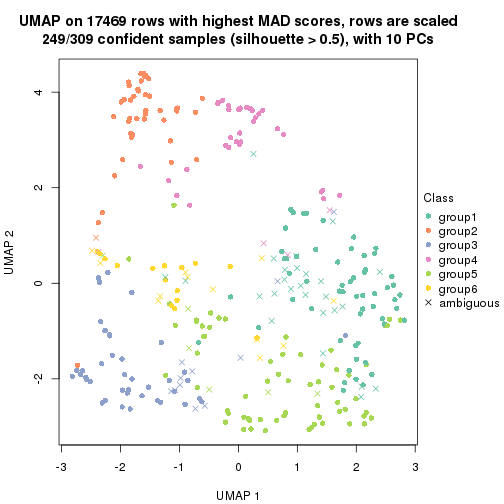 UMAP on 17469 rows with highest MAD scores, rows are scaled
249/309 confident samples (silhouette > 0.5), with 10 PCs
4
2
0
-2
UMAP 2
-3
-2
-1
0
1
2
3
UMAP 1
Class
group1
group2
group3
group4
group5
group6
ambiguous